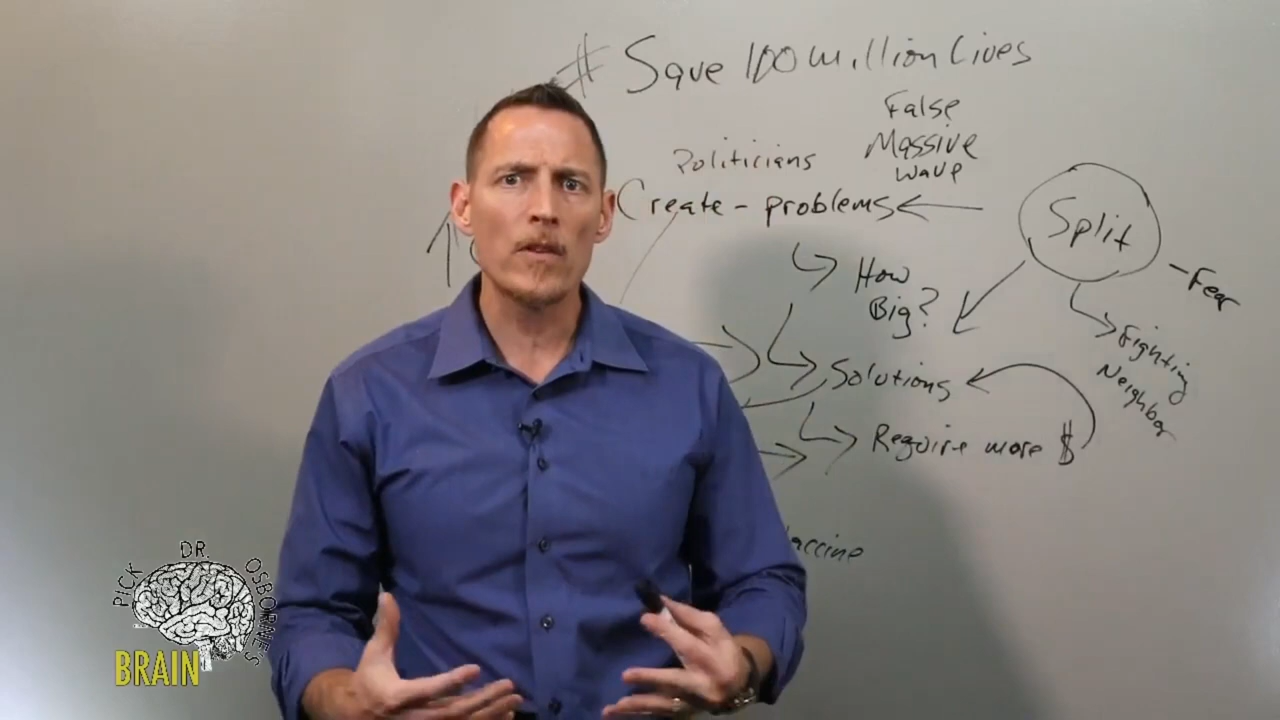 # Save 100 million Lives
False
Massive
wave
Politicians
Create - problems
Split
- Fear
How
Big?
Fighting
Neighbor
Solutions
Require more $
PICK DR. OSBORNE'S
BRAIN